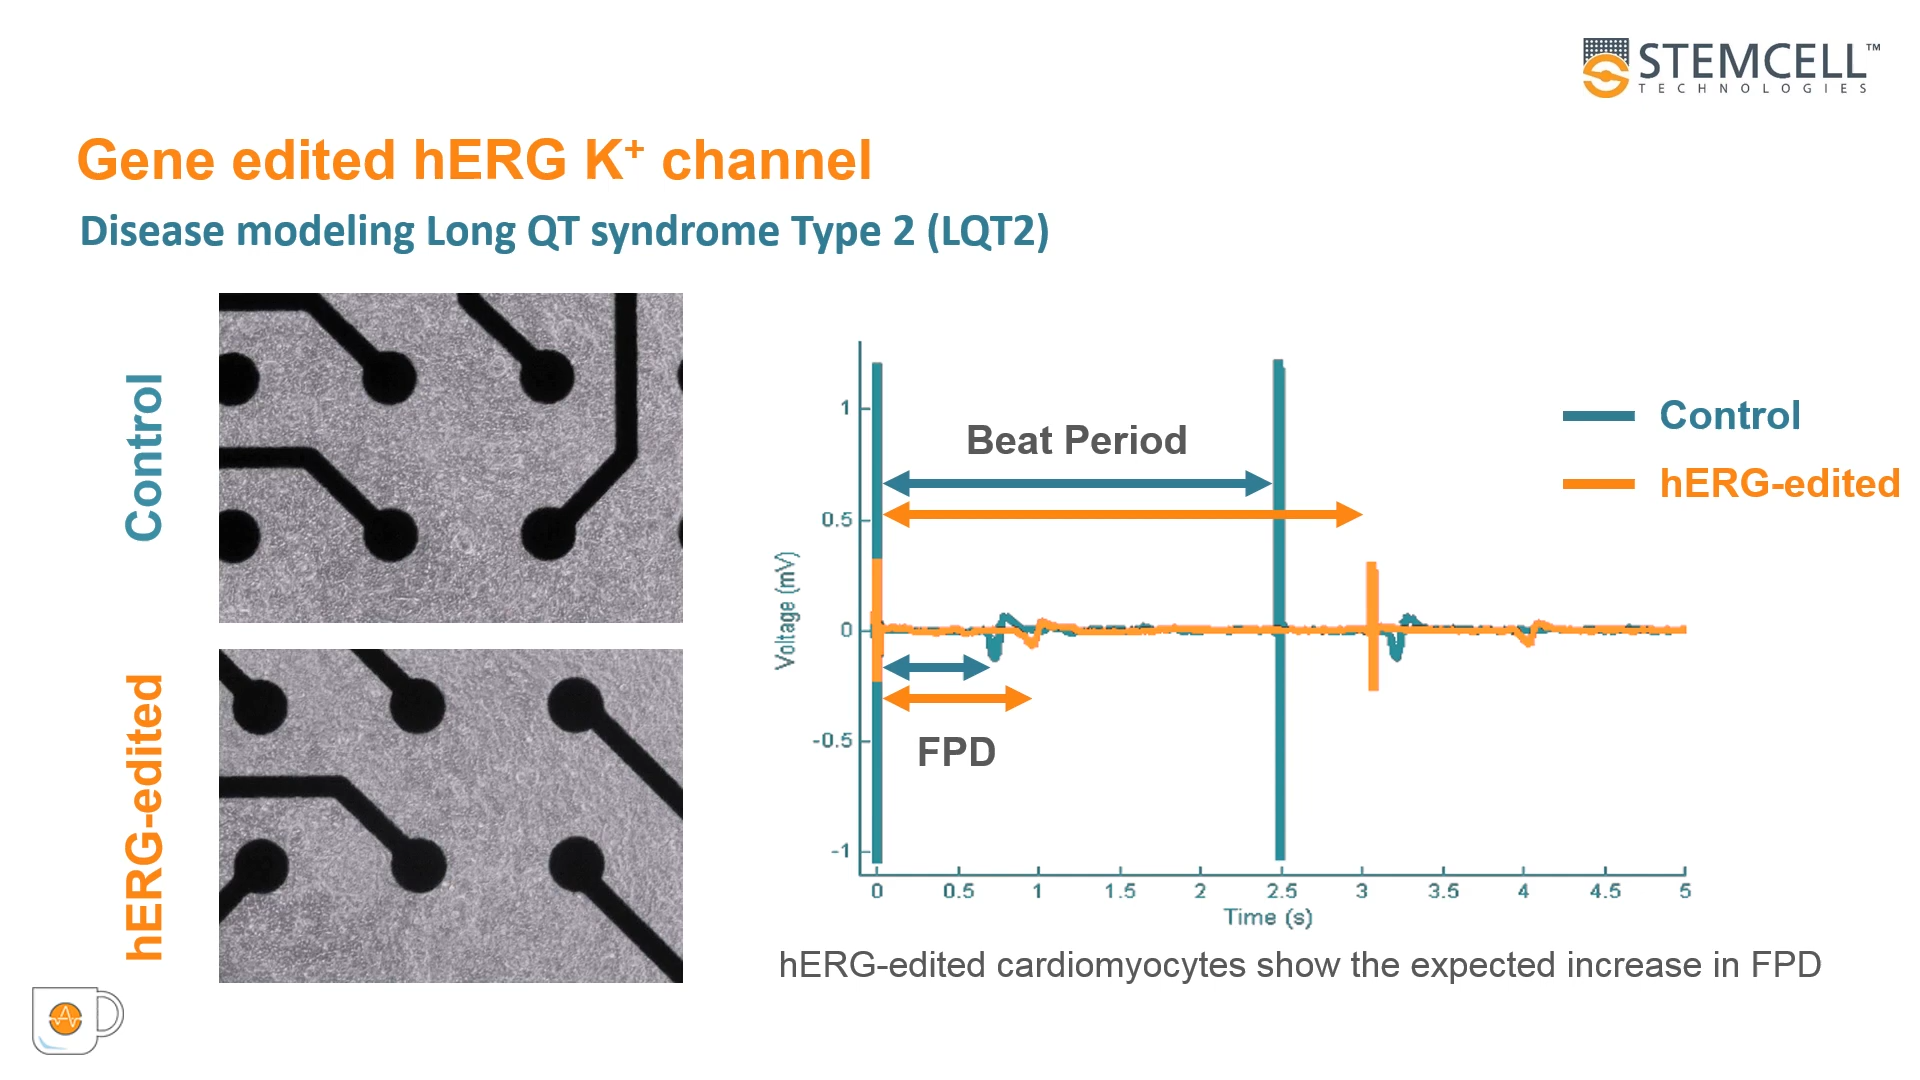 STEMCELL™
TECHNOLOGIES
Gene edited hERG K⁺ channel
Disease modeling Long QT syndrome Type 2 (LQT2)
Control
hERG-edited
Voltage (mV)
1
0.5
0
-0.5
-1
Beat Period
FPD
0 0.5 1 1.5 2 2.5 3 3.5 4 4.5 5
Time (s)
Control
hERG-edited
hERG-edited cardiomyocytes show the expected increase in FPD